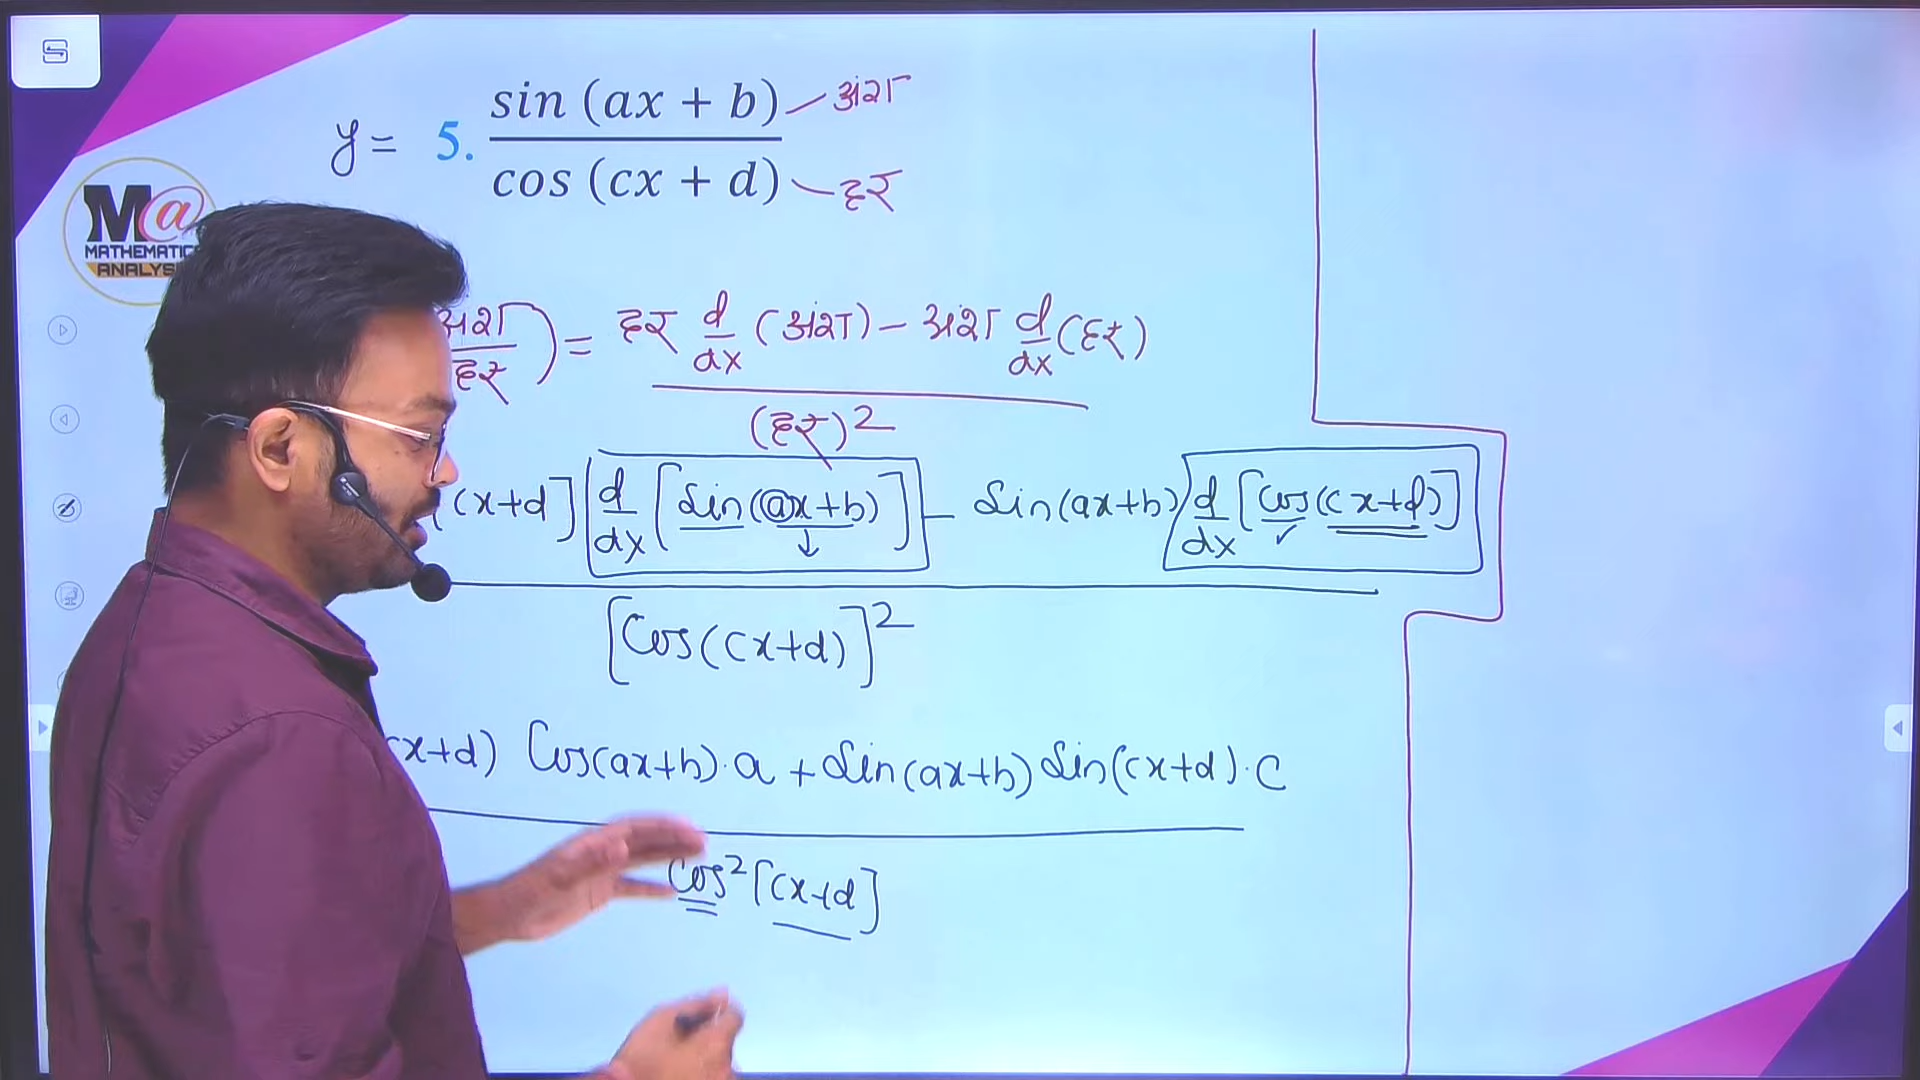 y = 5. sin (ax + b) — अंश
cos (cx + d) — हर
M@
MATHEMATIC
ANALYS
अंश/हर) = हर d/dx (अंश) – अंश d/dx (हर)
(हर)²
(x+d] d/dx [Sin(ax+b)] – Sin(ax+b) d/dx [Cos(cx+d)]
[Cos(cx+d)]²
cx+d) Cos(ax+b)·a + Sin(ax+b) Sin(cx+d)·c
Cos² [cx+d]